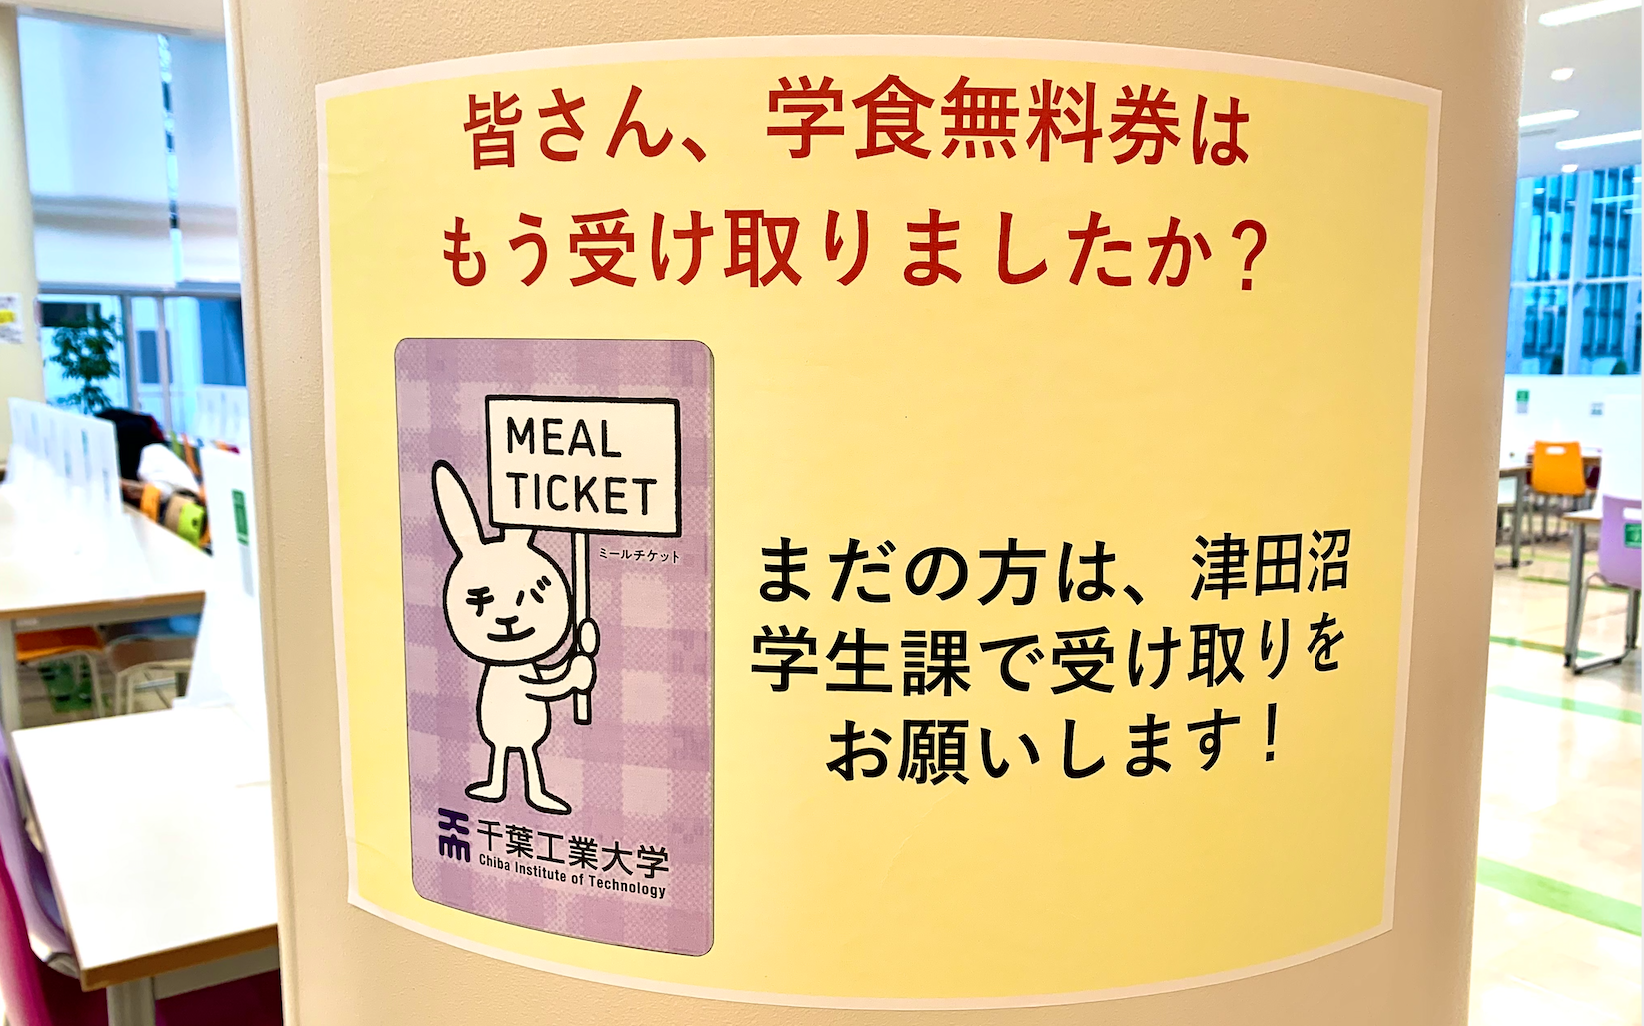 皆さん、学食無料券は
もう受け取りましたか？
MEAL
TICKET
ミールチケット
チバ
工
千葉工業大学
Chiba Institute of Technology
まだの方は、津田沼
学生課で受け取りを
お願いします！